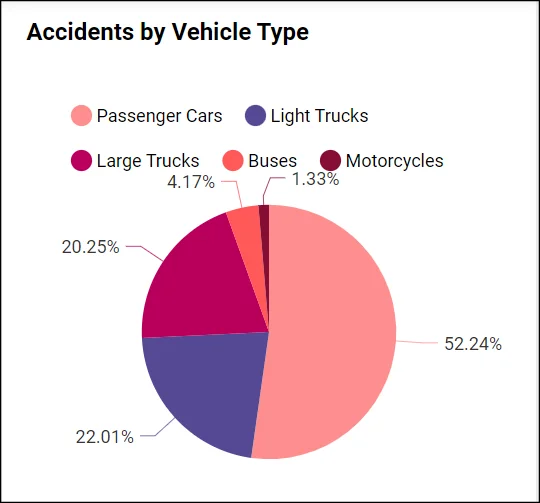 Accidents by Vehicle Type
Passenger Cars Light Trucks
Large Trucks Buses Motorcycles
4.17% 1.33%
20.25%
52.24%
22.01%